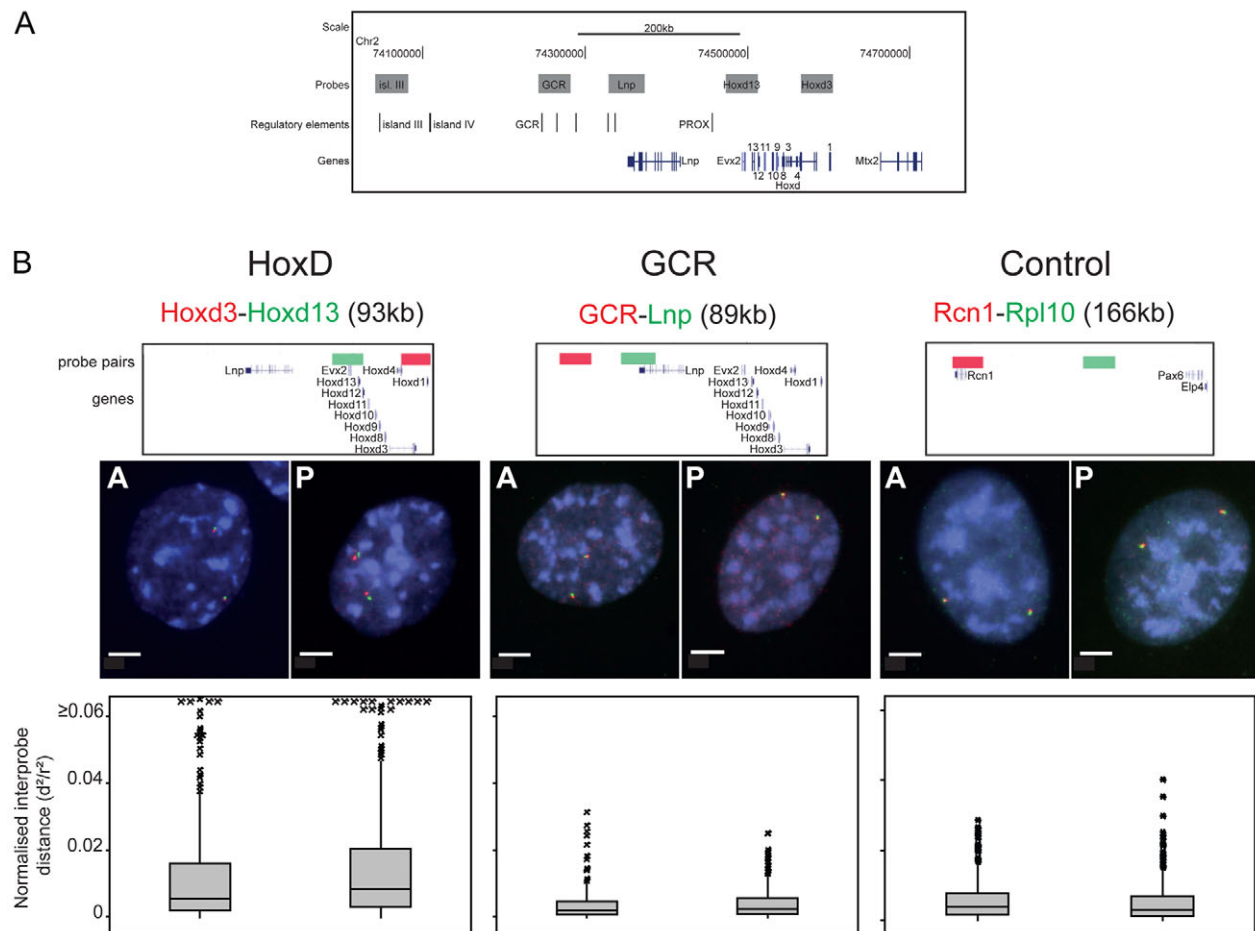 A
Scale
200kb
Chr2
74100000| 74300000| 74500000| 74700000|
Probes
isl. III GCR Lnp Hoxd13 Hoxd3
Regulatory elements
island III island IV GCR PROX
Genes
Lnp Evx2 13 11 9 3 1 Mtx2
12 10 8 4
Hoxd
B
HoxD GCR Control
Hoxd3-Hoxd13 (93kb) GCR-Lnp (89kb) Rcn1-Rpl10 (166kb)
probe pairs
genes
Lnp Evx2 Hoxd4
Hoxd13 Hoxd1
Hoxd12
Hoxd11
Hoxd10
Hoxd9
Hoxd8
Hoxd3
Lnp Evx2 Hoxd4
Hoxd13 Hoxd1
Hoxd12
Hoxd11
Hoxd10
Hoxd9
Hoxd8
Hoxd3
Rcn1 Pax6
Elp4
A P A P A P
Normalised interprobe
distance (d²/r²)
≥0.06
0.04
0.02
0